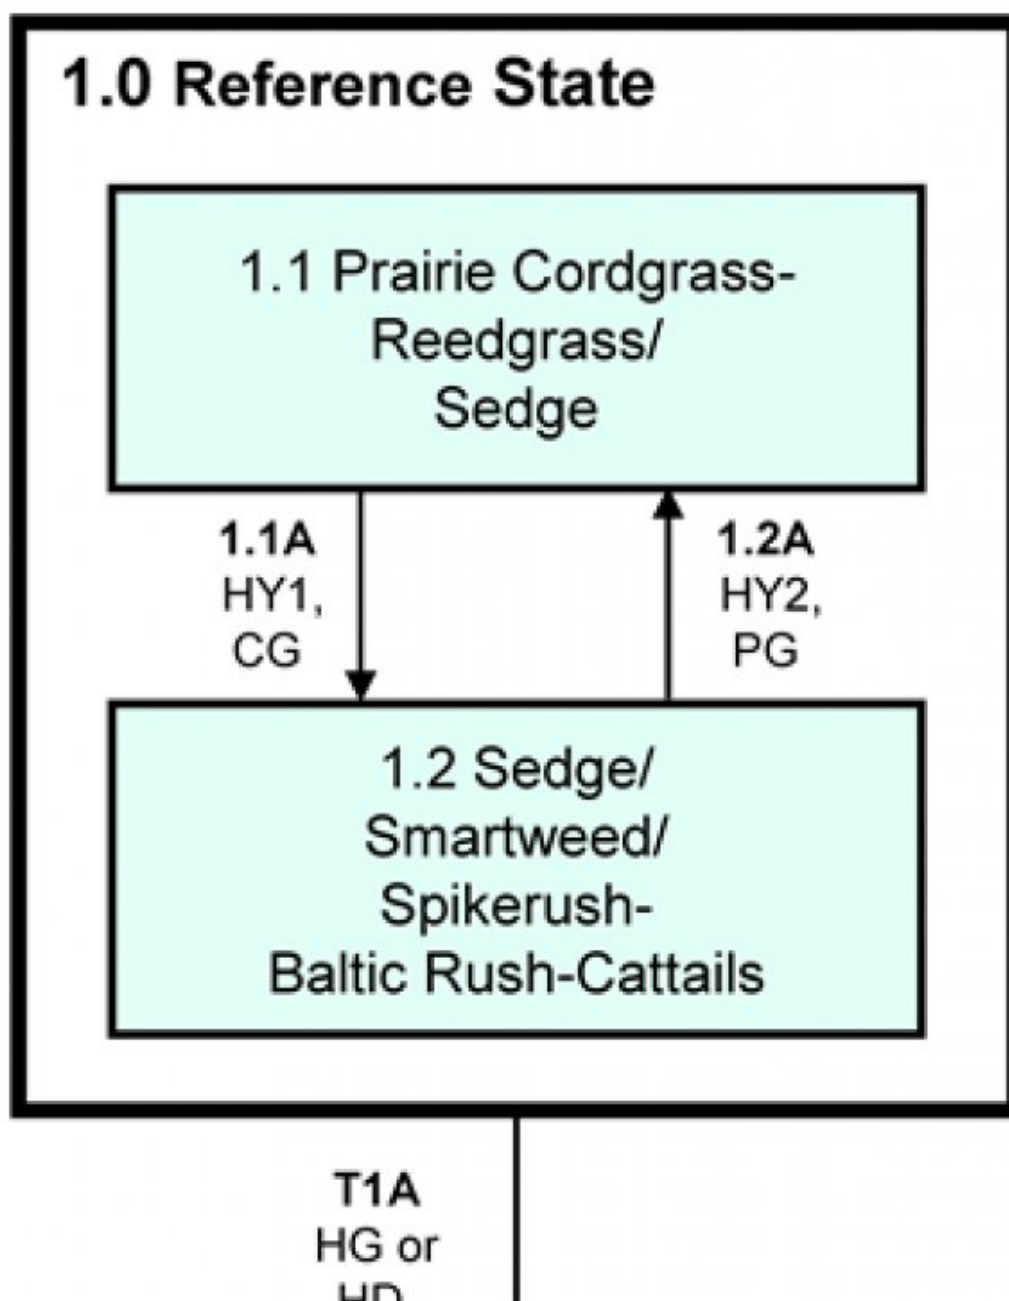 1.0 Reference State
1.1 Prairie Cordgrass-
Reedgrass/
Sedge
1.1A
HY1,
CG
1.2A
HY2,
PG
1.2 Sedge/
Smartweed/
Spikerush-
Baltic Rush-Cattails
T1A
HG or